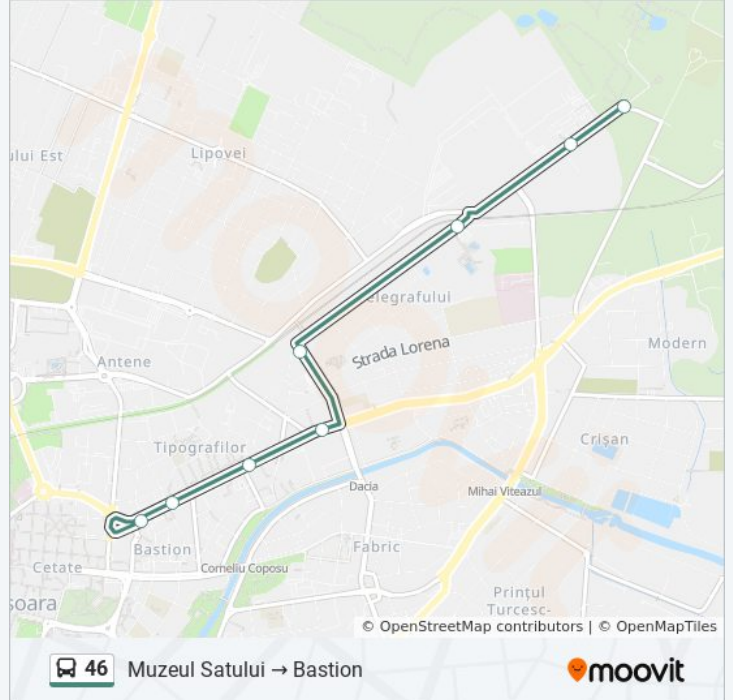 ului Est
Lipovei
elegrafului
Strada Lorena
Modern
Antene
Tipografilor
Crișan
Dacia
Mihai Viteazul
Bastion
Fabric
Cetate
Corneliu Coposu
șoara
Prințul
Turcesc-
© OpenStreetMap contributors | © OpenMapTiles
46 Muzeul Satului → Bastion
moovit